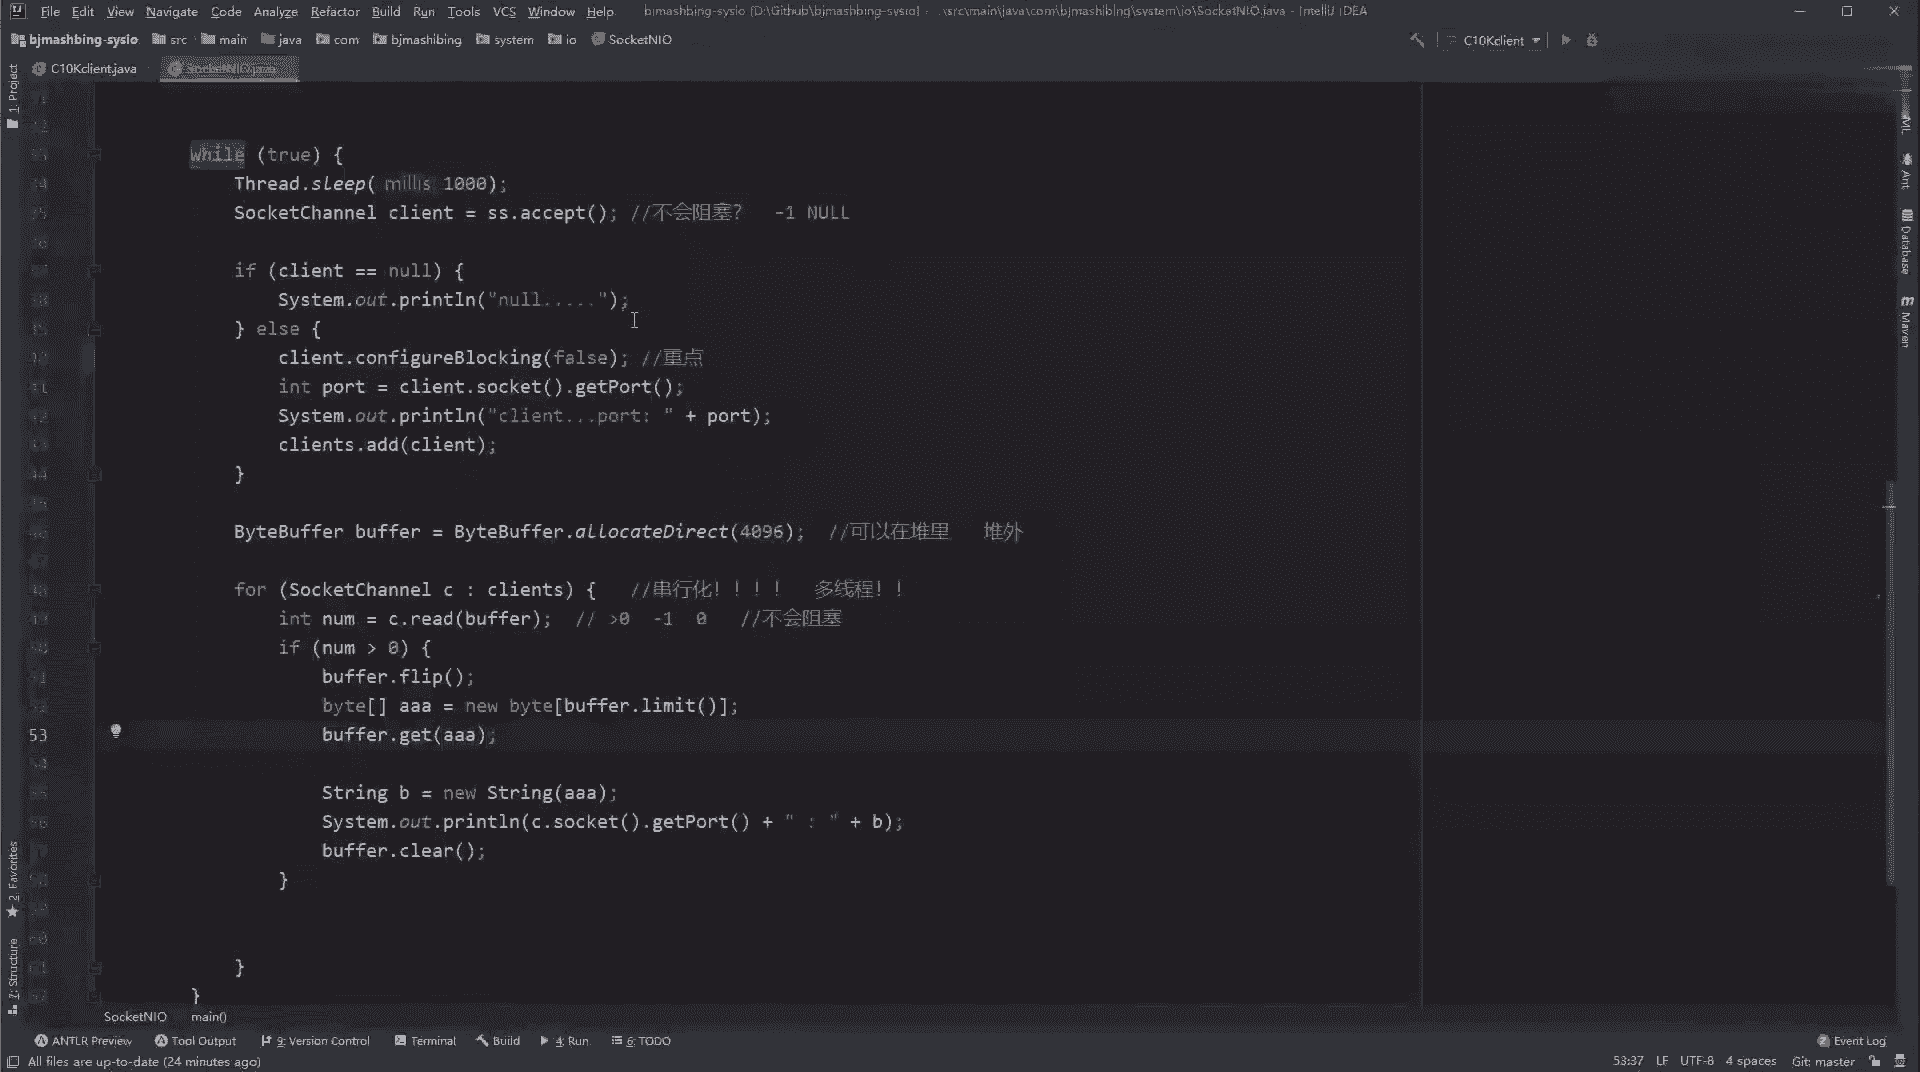 File Edit View Navigate Code Analyze Refactor Build Run Tools VCS Window Help bjmashbing-sysio [D:\Github\bjmashbing-sysio] - ...\src\main\java\com\bjmashibing\system\io\SocketNIO.java - IntelliJ IDEA
bjmashbing-sysio src main java com bjmashibing system io SocketNIO C10Kclient
1: Project
C10Kclient.java SocketNIO.java
while (true) {
Thread.sleep( millis 1000);
SocketChannel client = ss.accept(); //不会阻塞? -1 NULL
if (client == null) {
System.out.println("null.....");
} else {
client.configureBlocking(false); //重点
int port = client.socket().getPort();
System.out.println("client...port: " + port);
clients.add(client);
}
ByteBuffer buffer = ByteBuffer.allocateDirect(4096); //可以在堆里 堆外
for (SocketChannel c : clients) { //串行化!!!! 多线程!!
int num = c.read(buffer); // >0 -1 0 //不会阻塞
if (num > 0) {
buffer.flip();
byte[] aaa = new byte[buffer.limit()];
53 buffer.get(aaa);
String b = new String(aaa);
System.out.println(c.socket().getPort() + " : " + b);
buffer.clear();
}
}
}
Ant
Database
Maven
2: Favorites
7: Structure
SocketNIO main()
ANTLR Preview Tool Output 9: Version Control Terminal Build 4: Run 6: TODO Event Log
All files are up-to-date (24 minutes ago) 53:37 LF UTF-8 4 spaces Git: master